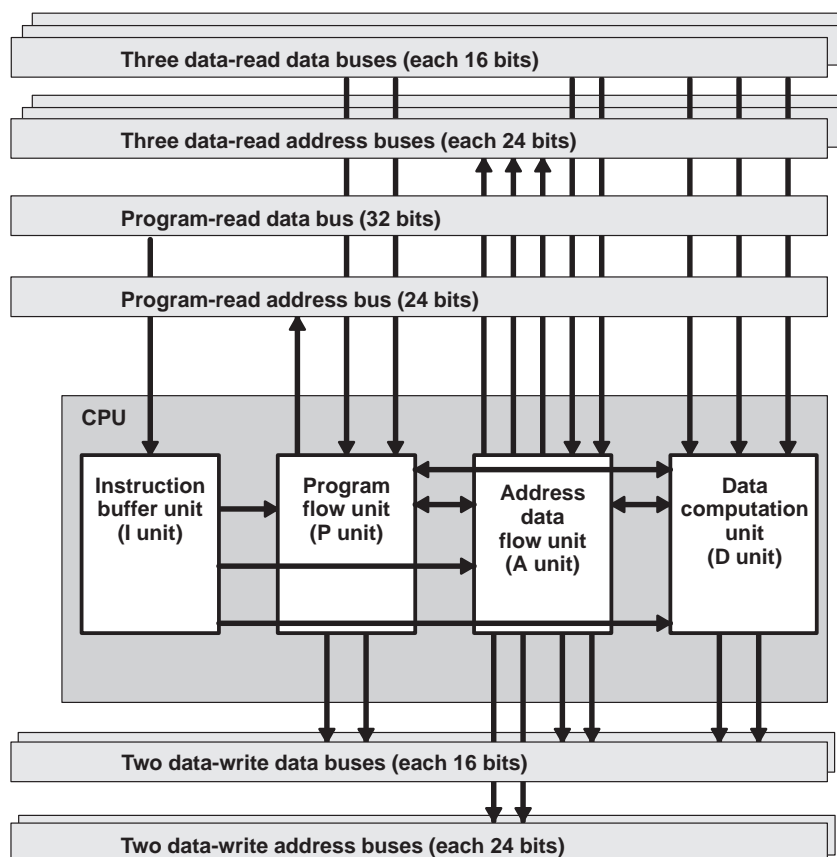 Three data-read data buses (each 16 bits)
Three data-read address buses (each 24 bits)
Program-read data bus (32 bits)
Program-read address bus (24 bits)
CPU
Instruction
buffer unit
(I unit)
Program
flow unit
(P unit)
Address
data
flow unit
(A unit)
Data
computation
unit
(D unit)
Two data-write data buses (each 16 bits)
Two data-write address buses (each 24 bits)